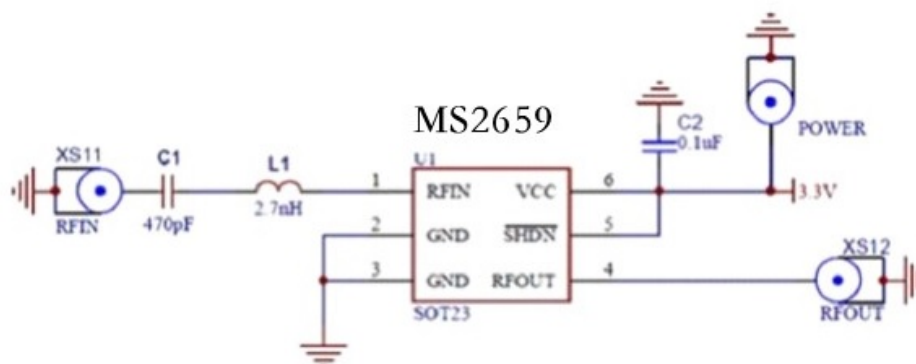 MS2659
C2
0.1uF
POWER
XS11
C1
L1
U1
1
RFIN
VCC
6
3.3V
RFIN
470pF
2.7nH
2
GND
SHDN
5
XS12
3
GND
RFOUT
4
SOT23
RFOUT